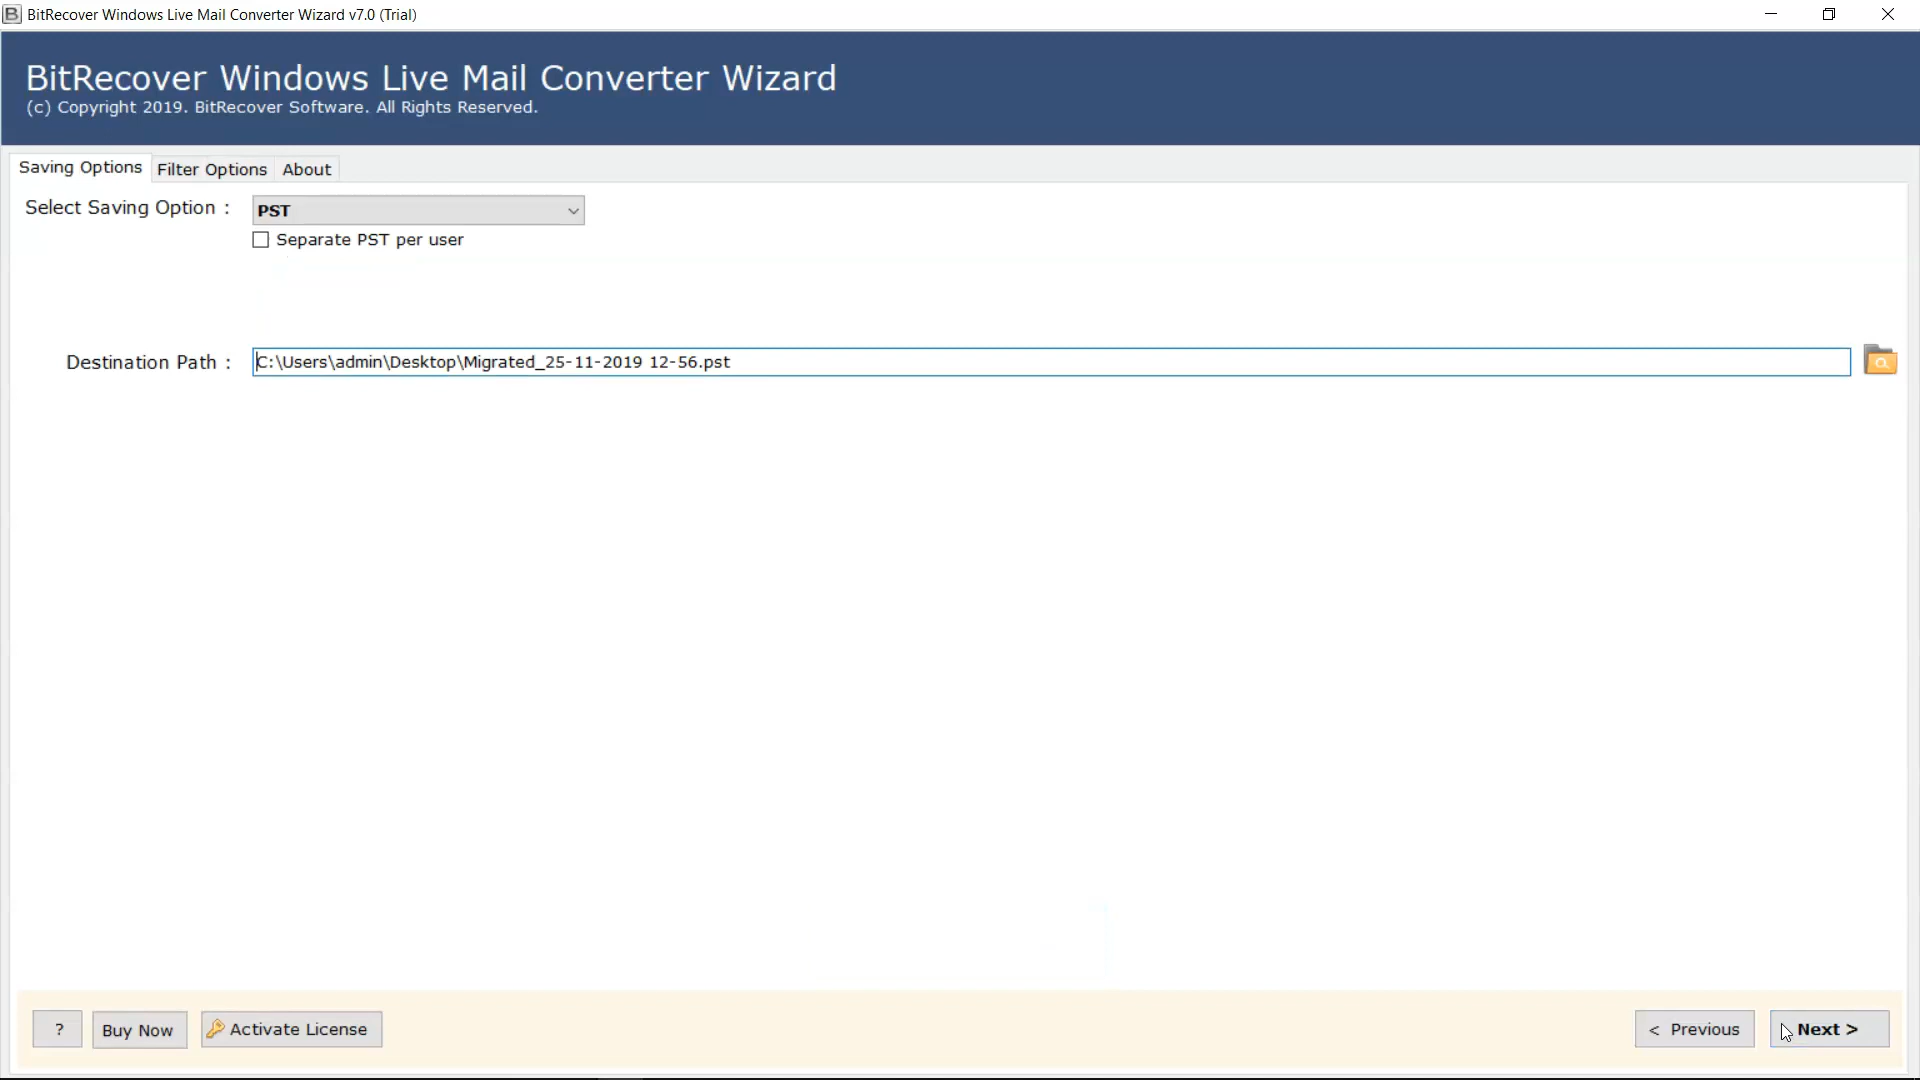 BitRecover Windows Live Mail Converter Wizard v7.0 (Trial)
BitRecover Windows Live Mail Converter Wizard
(c) Copyright 2019. BitRecover Software. All Rights Reserved.
Saving Options Filter Options About
Select Saving Option : PST
Separate PST per user
Destination Path : C:\Users\admin\Desktop\Migrated_25-11-2019 12-56.pst
? Buy Now Activate License < Previous Next >